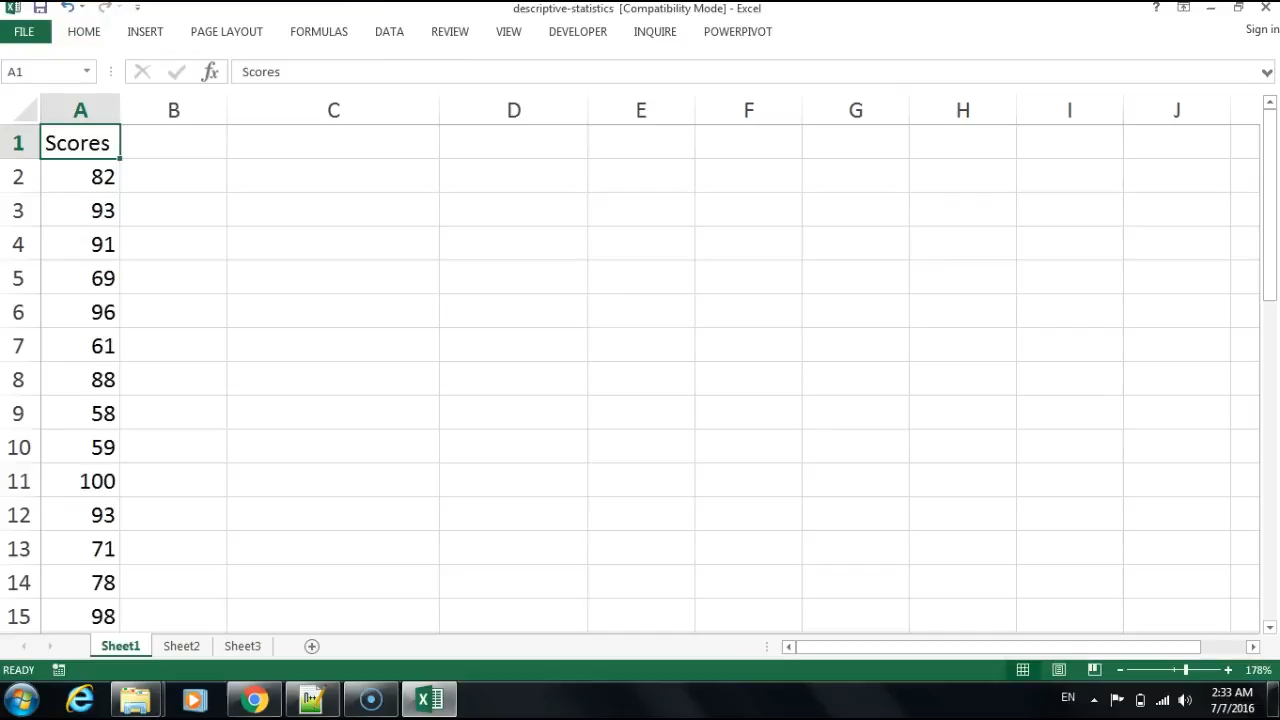 descriptive-statistics [Compatibility Mode] - Excel
?
FILE HOME INSERT PAGE LAYOUT FORMULAS DATA REVIEW VIEW DEVELOPER INQUIRE POWERPIVOT Sign in
A1 fx Scores
A B C D E F G H I J
1 Scores
2 82
3 93
4 91
5 69
6 96
7 61
8 88
9 58
10 59
11 100
12 93
13 71
14 78
15 98
Sheet1 Sheet2 Sheet3
READY 178%
EN 2:33 AM
7/7/2016